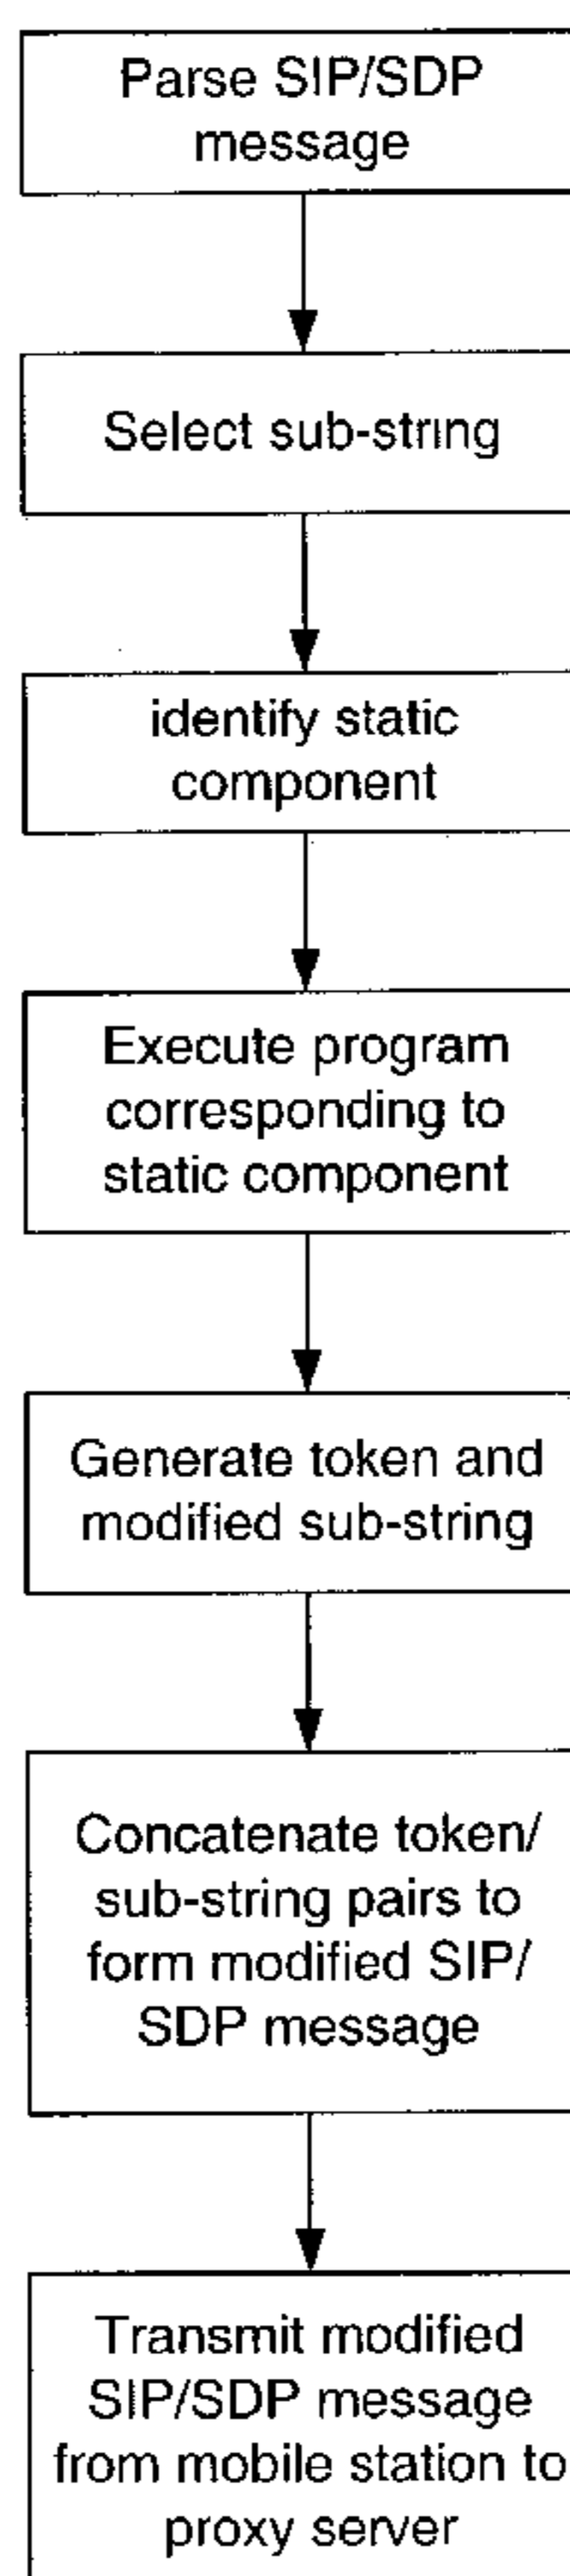 Parse SIP/SDP
message
Select sub-string
identify static
component
Execute program
corresponding to
static component
Generate token and
modified sub-string
Concatenate token/
sub-string pairs to
form modified SIP/
SDP message
Transmit modified
SIP/SDP message
from mobile station to
proxy server